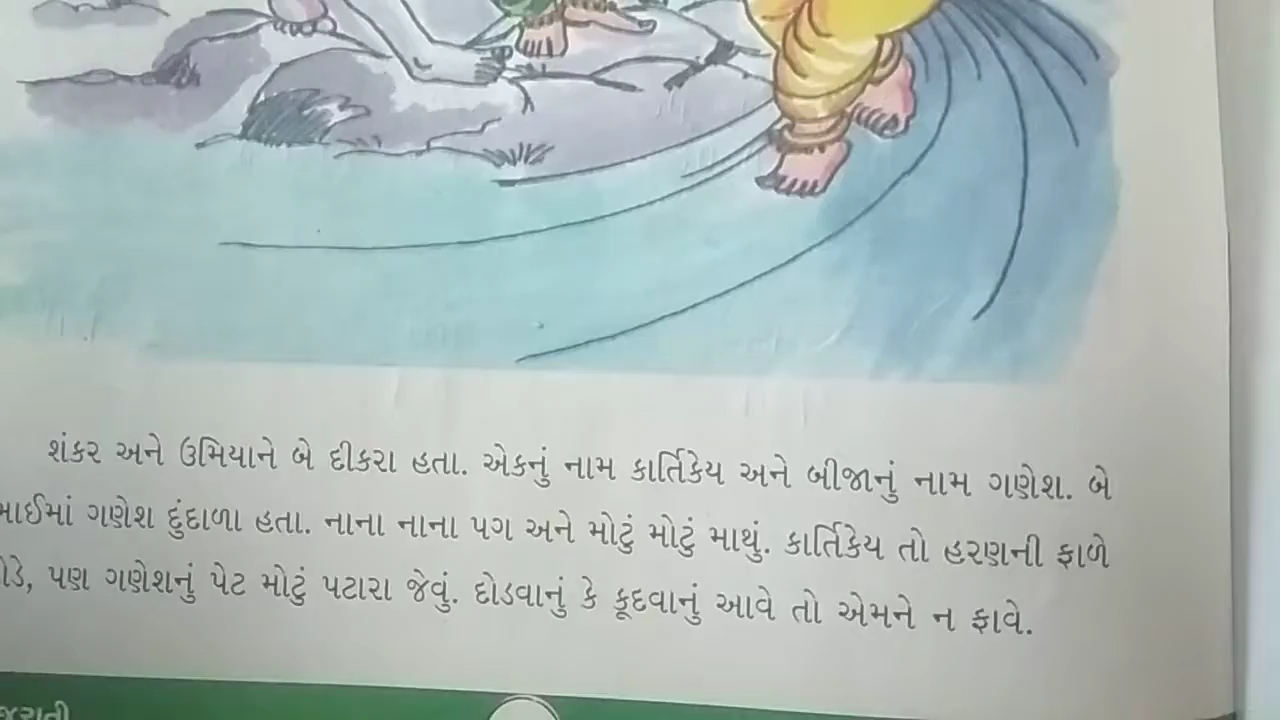 શંકર અને ઉમિયાને બે દીકરા હતા. એકનું નામ કાર્તિકેય અને બીજાનું નામ ગણેશ. બે
ગણેશ દુંદાળા હતા. નાના નાના પગ અને મોટું મોટું માથું. કાર્તિકેય તો હરણની ફાળે
પણ ગણેશનું પેટ મોટું પટારા જેવું. દોડવાનું કે કૂદવાનું આવે તો એમને ન ફાવે.